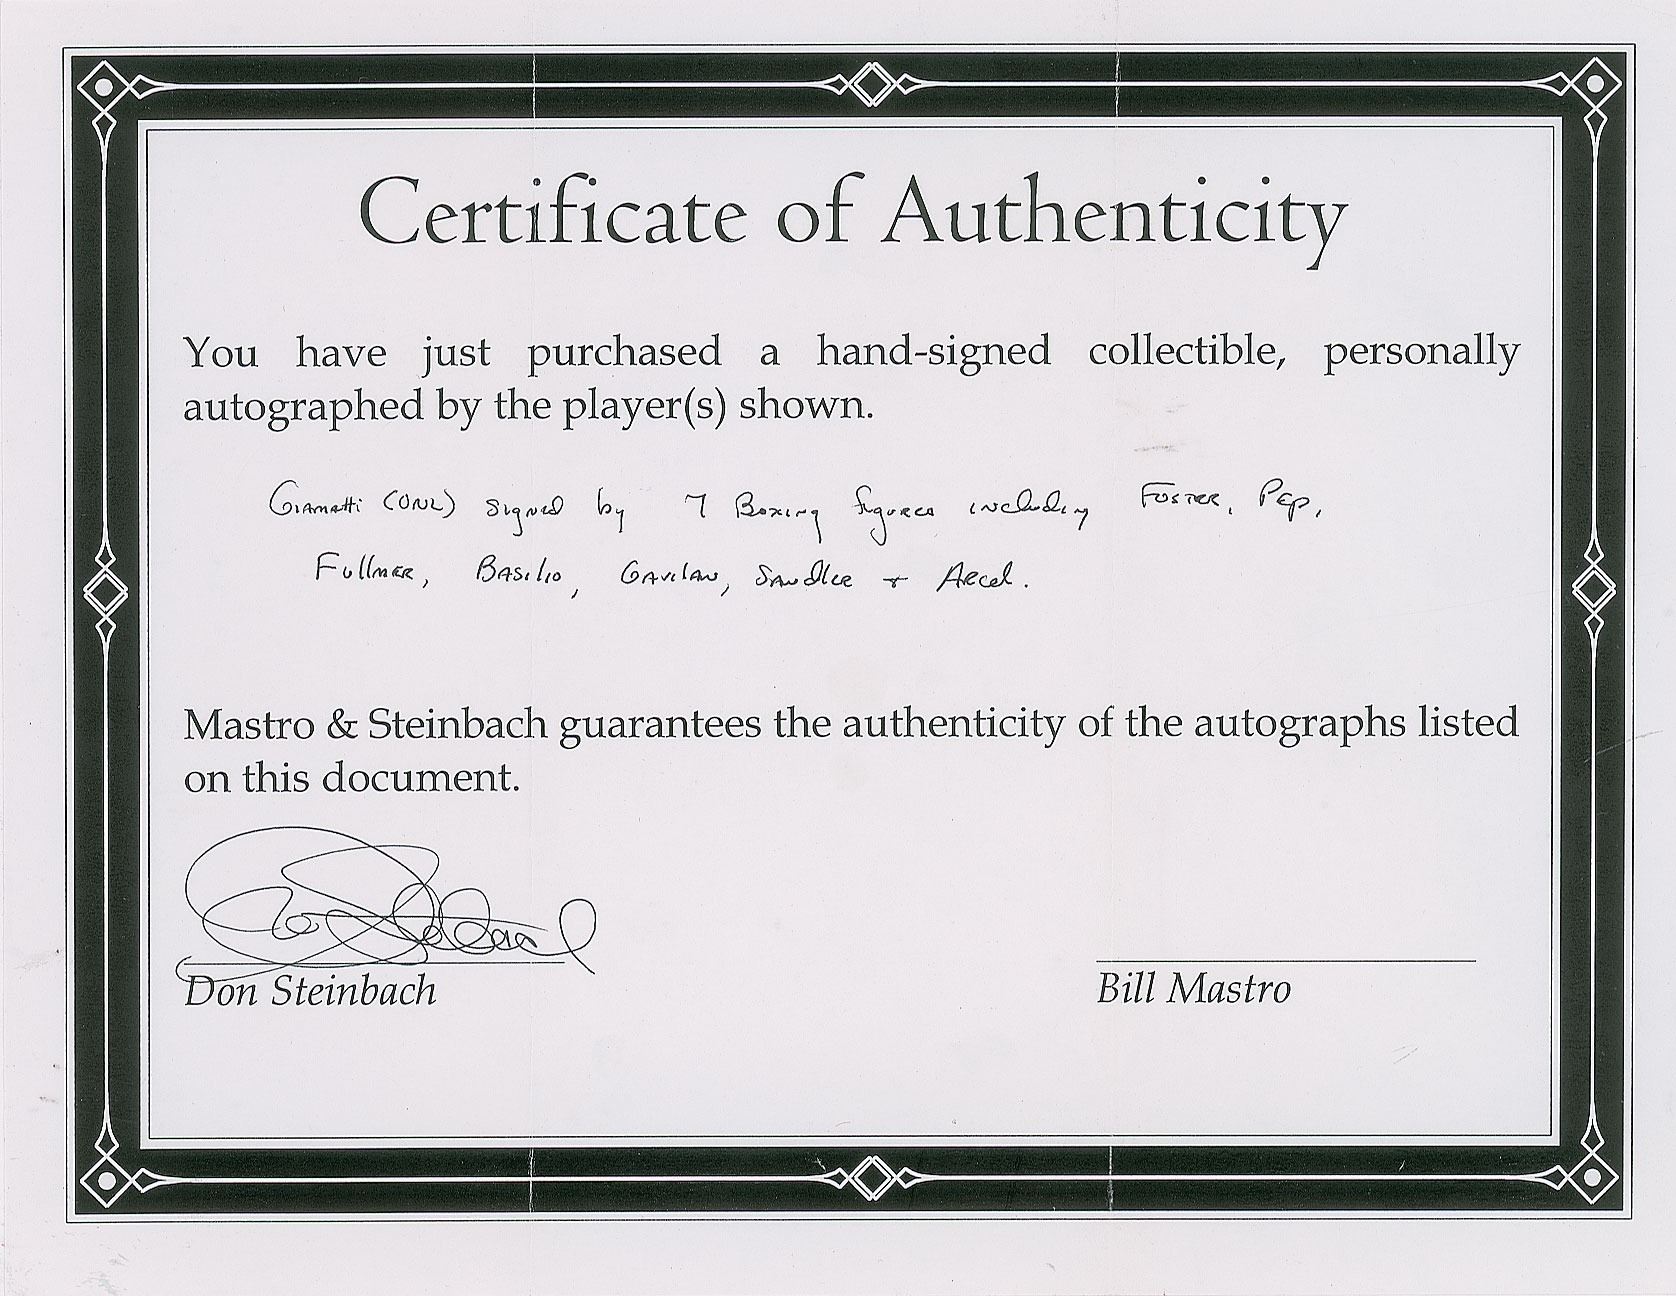 Certificate of Authenticity
You have just purchased a hand-signed collectible, personally
autographed by the player(s) shown.
Giamatti (ONL) signed by 7 Boxing figures including Foster, Pep,
Fullmer, Basilio, Gavilan, Sandler + Arcel.
Mastro & Steinbach guarantees the authenticity of the autographs listed
on this document.
Don Steinbach
Bill Mastro